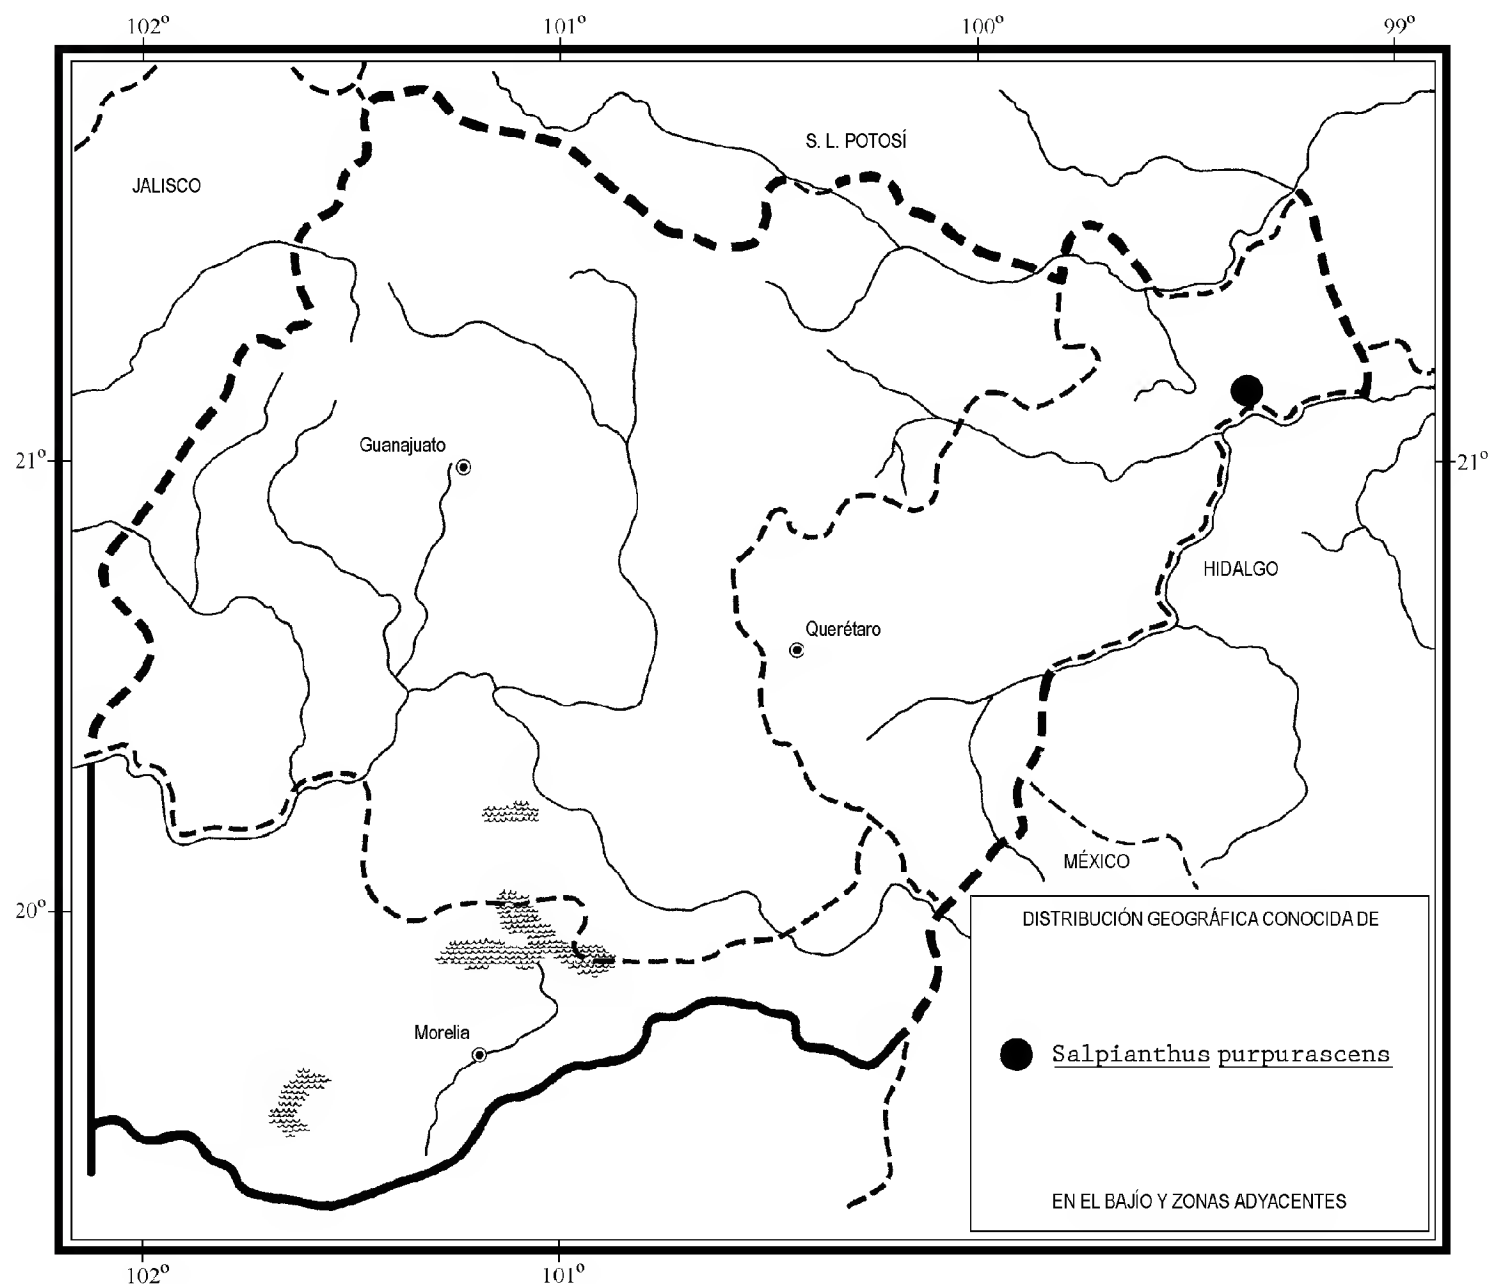 102º 101º 100º 99º
S. L. POTOSÍ
JALISCO
Guanajuato
21º 21º
HIDALGO
Querétaro
MÉXICO
20º
DISTRIBUCIÓN GEOGRÁFICA CONOCIDA DE
Morelia
Salpianthus purpurascens
EN EL BAJÍO Y ZONAS ADYACENTES
102º 101º